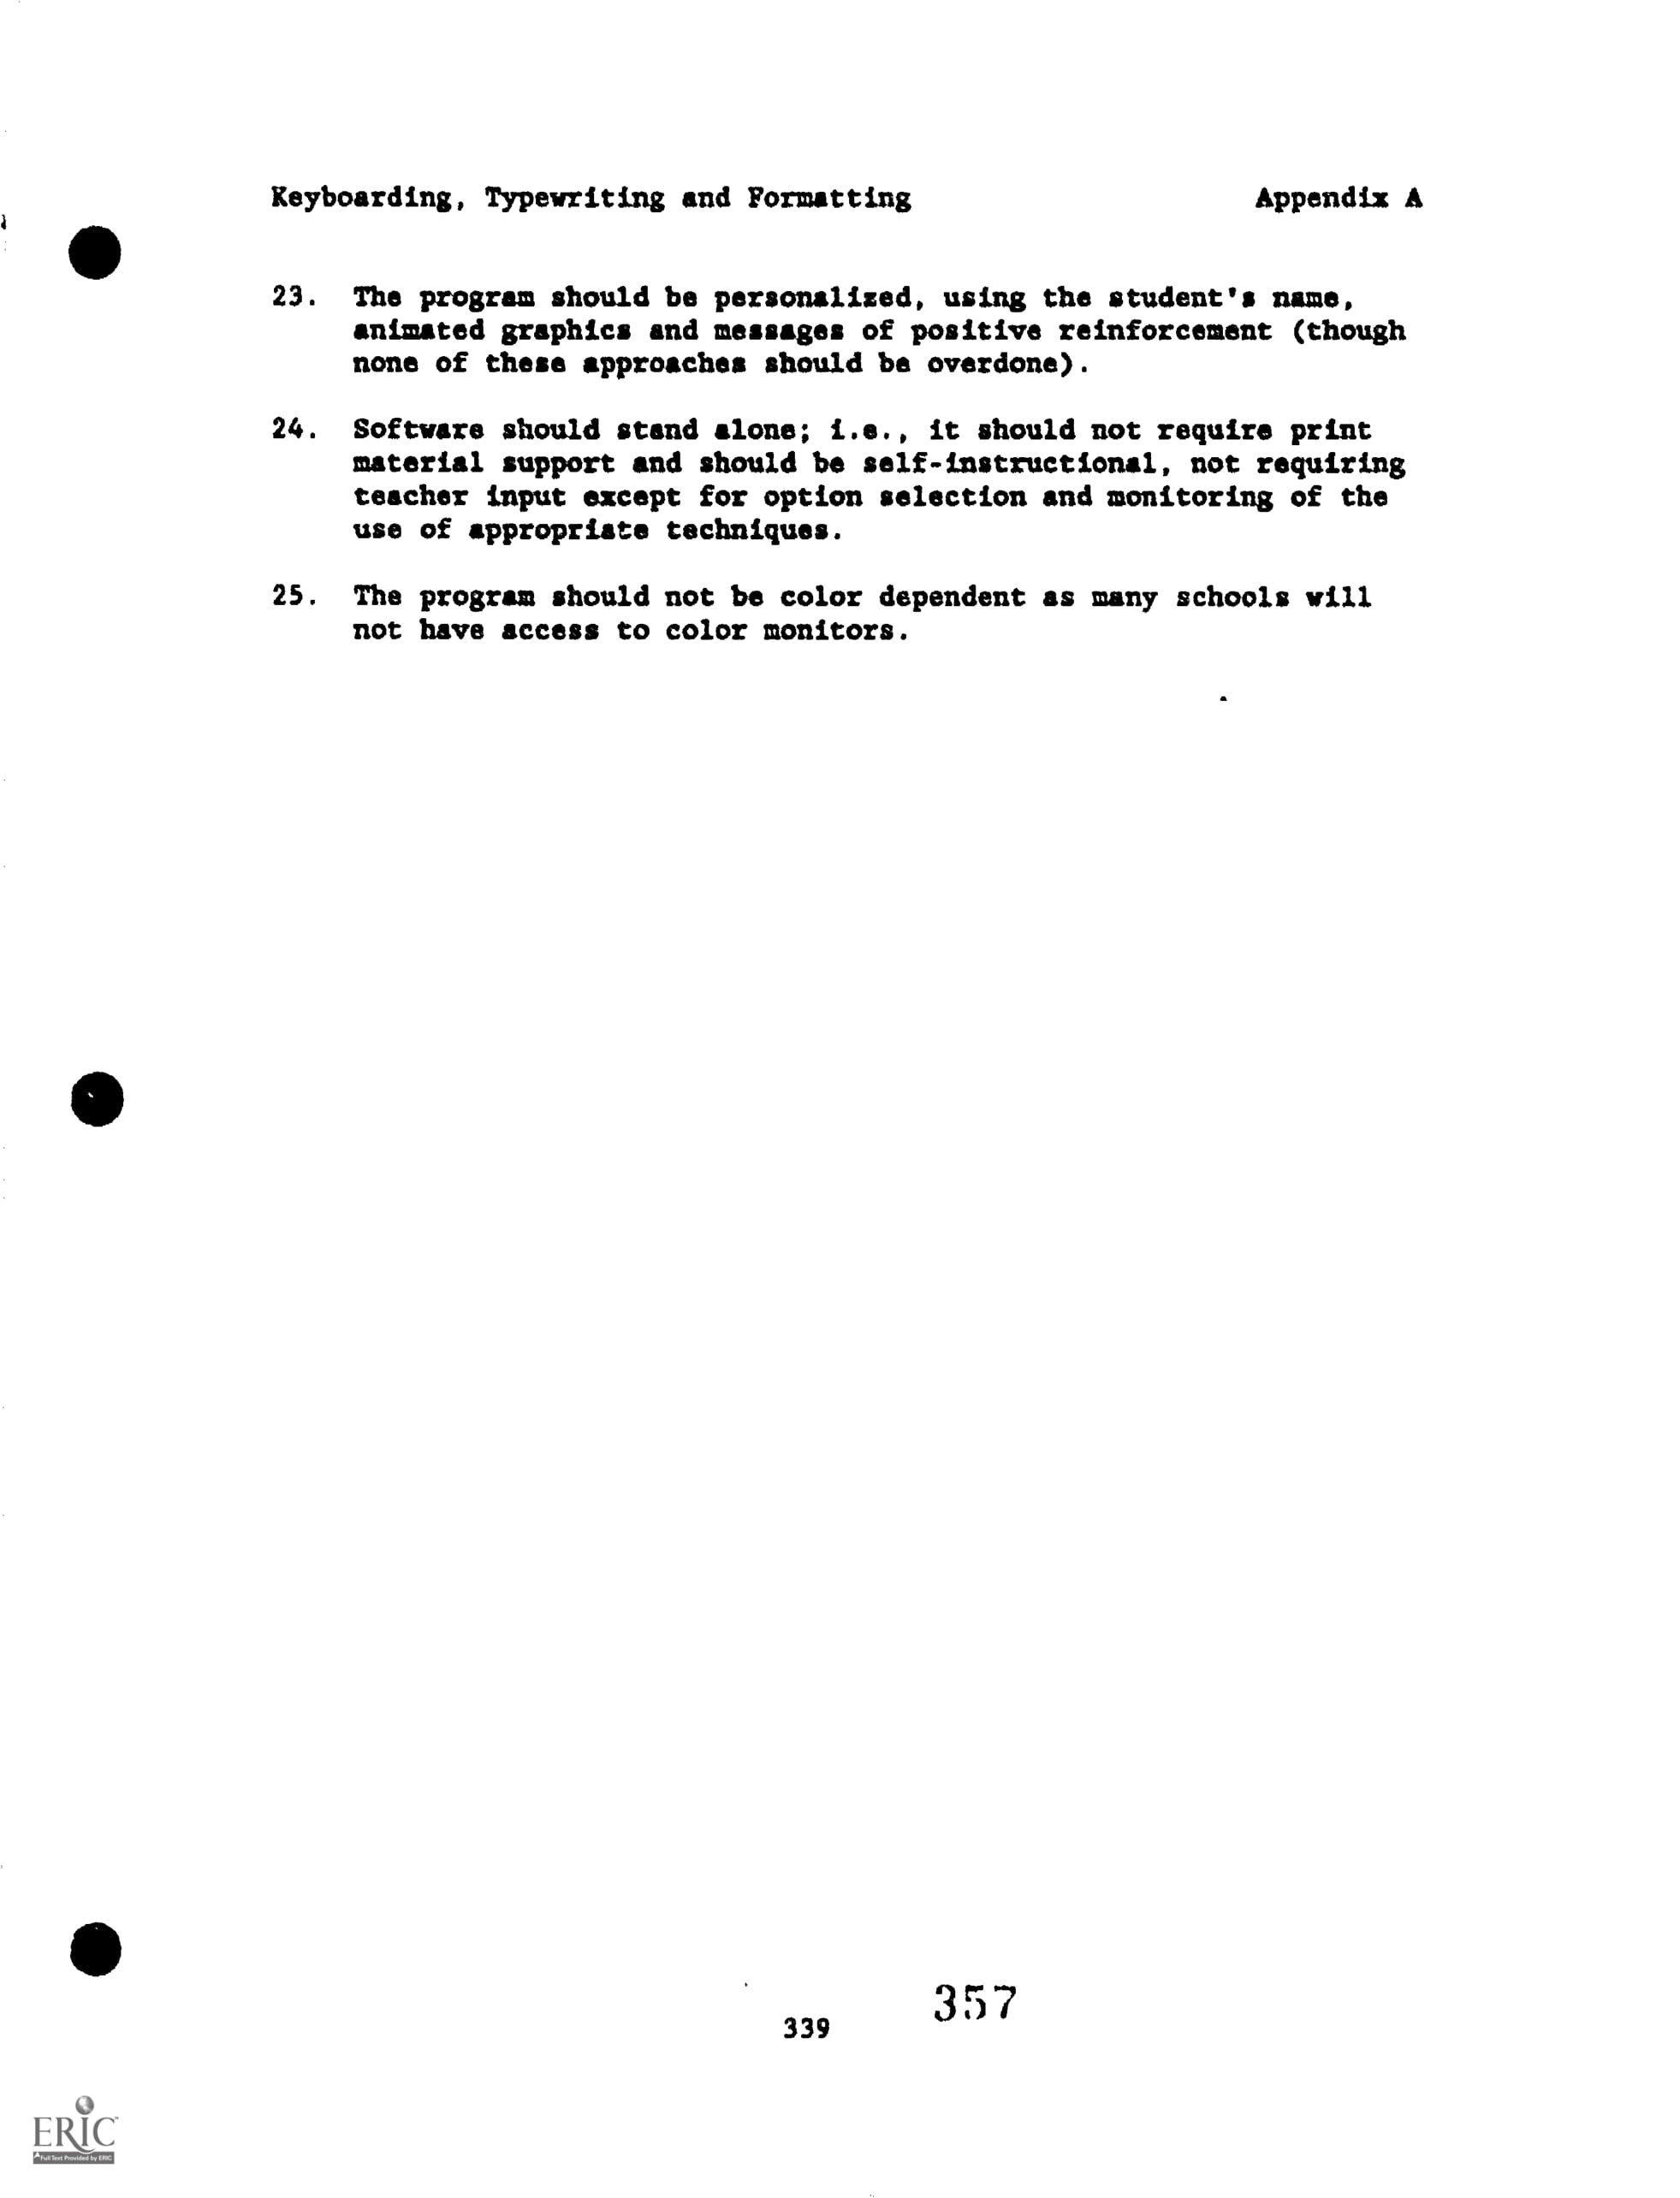 Keyboarding, Typewriting and Formatting Appendix A
23. The program should be personalized, using the student's name,
animated graphics and messages of positive reinforcement (though
none of these approaches should be overdone).
24. Software should stand alone; i.e., it should not require print
material support and should be self-instructional, not requiring
teacher input except for option selection and monitoring of the
use of appropriate techniques.
25. The program should not be color dependent as many schools will
not have access to color monitors.
357
339
ERIC
Full Text Provided by ERIC